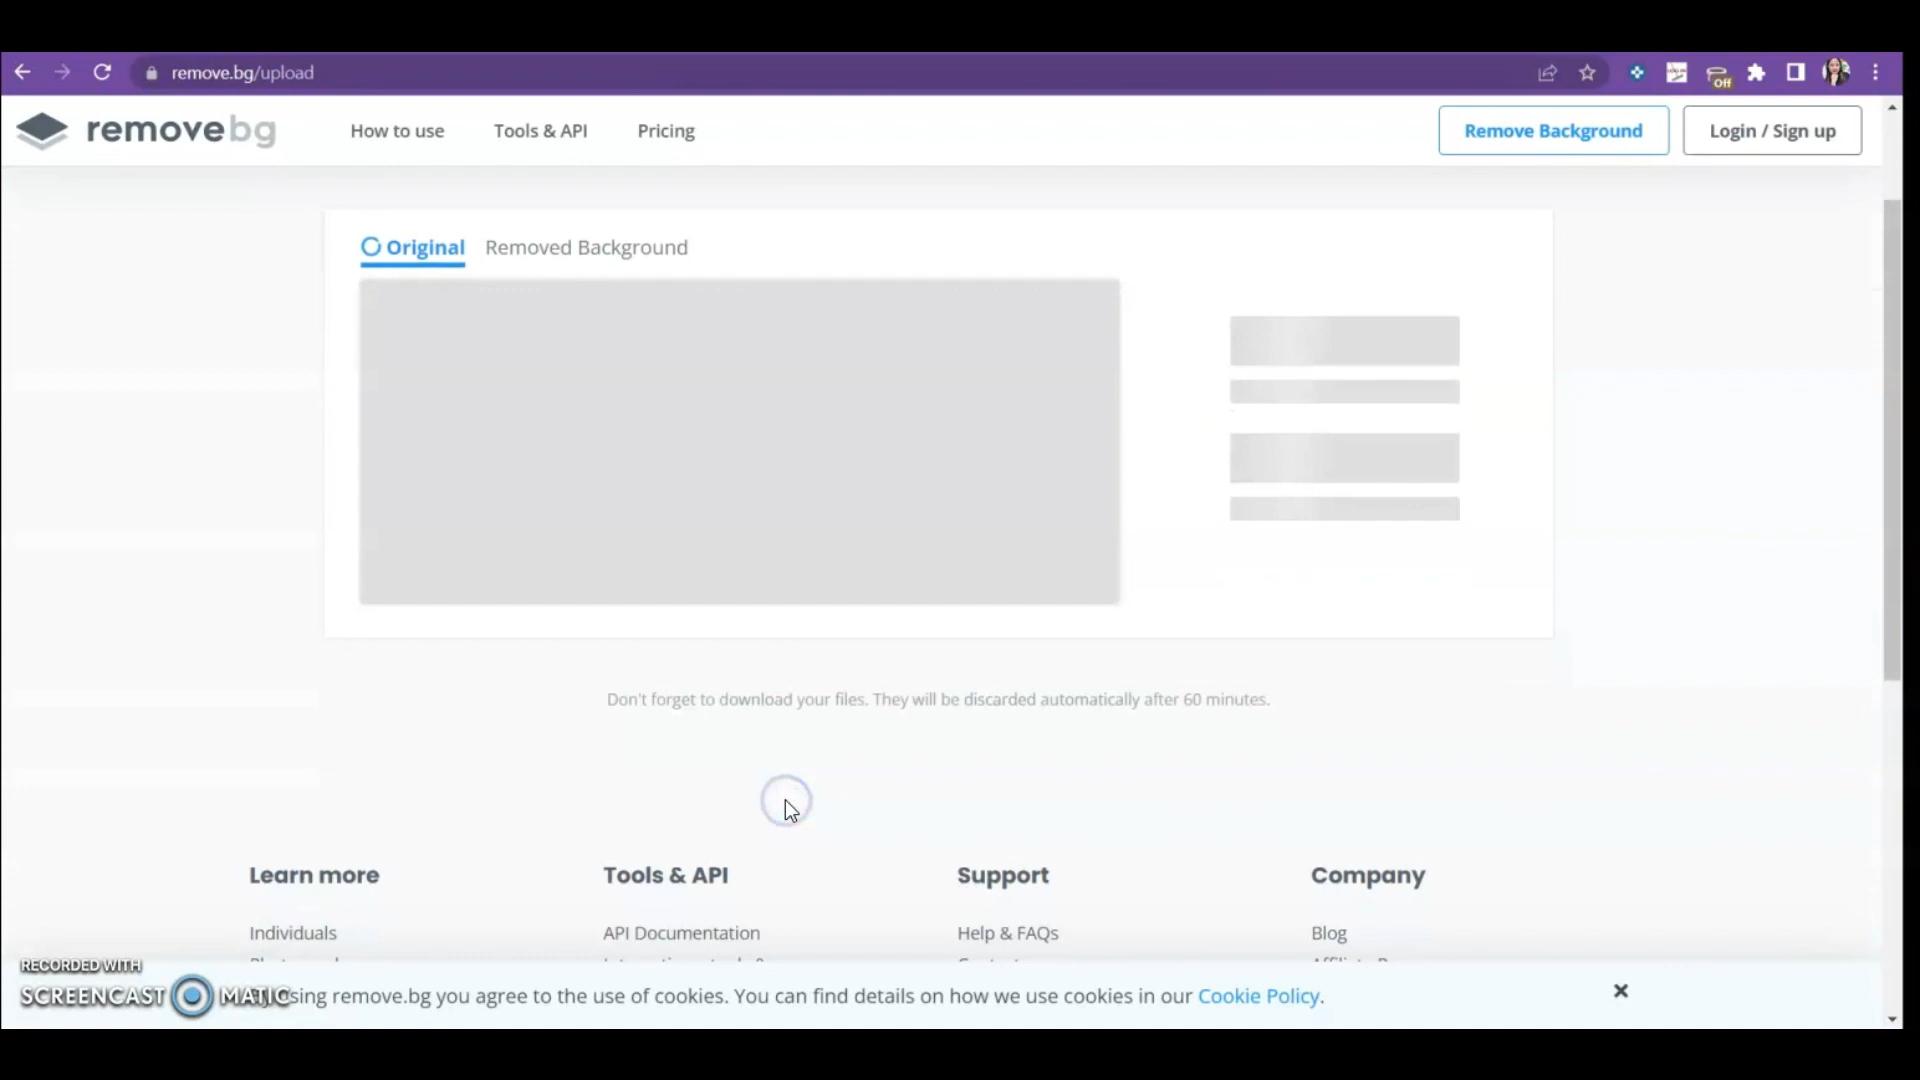 remove.bg/upload
Off
removebg
How to use
Tools & API
Pricing
Remove Background
Login / Sign up
Original
Removed Background
Don't forget to download your files. They will be discarded automatically after 60 minutes.
Learn more
Tools & API
Support
Company
Individuals
API Documentation
Help & FAQs
Blog
RECORDED WITH
SCREENCAST MATIC
sing remove.bg you agree to the use of cookies. You can find details on how we use cookies in our Cookie Policy.